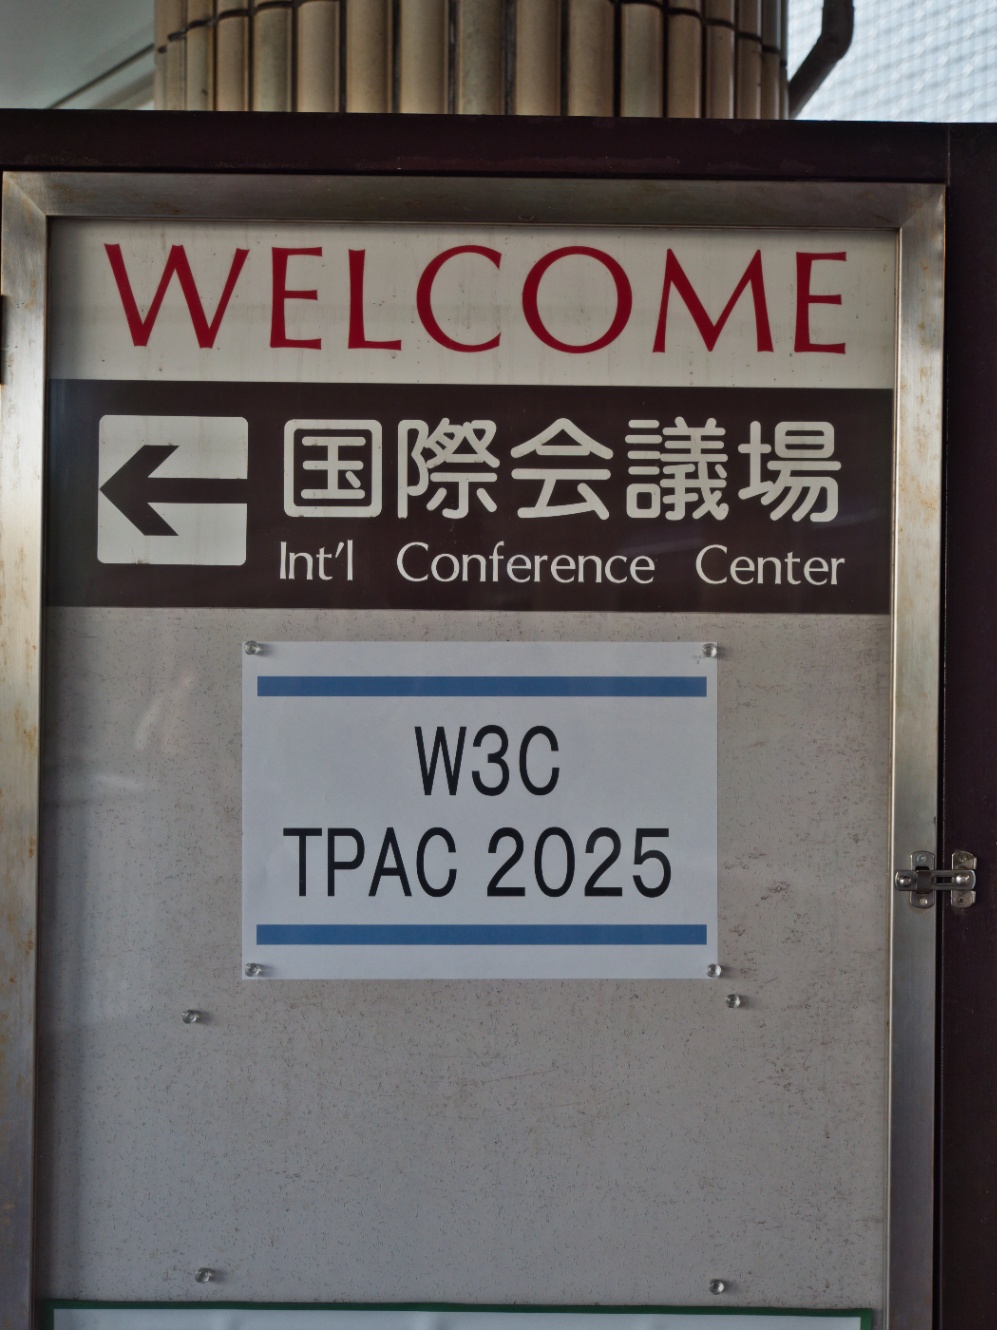 WELCOME
国際会議場
Int'l Conference Center
W3C
TPAC 2025